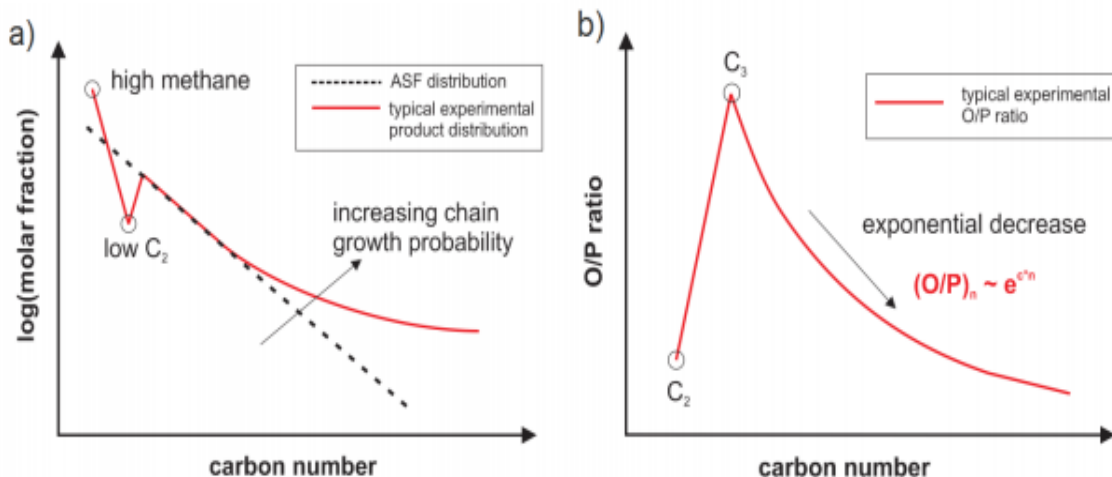 a)
high methane
ASF distribution
typical experimental
product distribution
low C₂
increasing chain
growth probability
log(molar fraction)
carbon number
b)
C₃
typical experimental
O/P ratio
exponential decrease
(O/P)ₙ ~ e^c*n
C₂
O/P ratio
carbon number